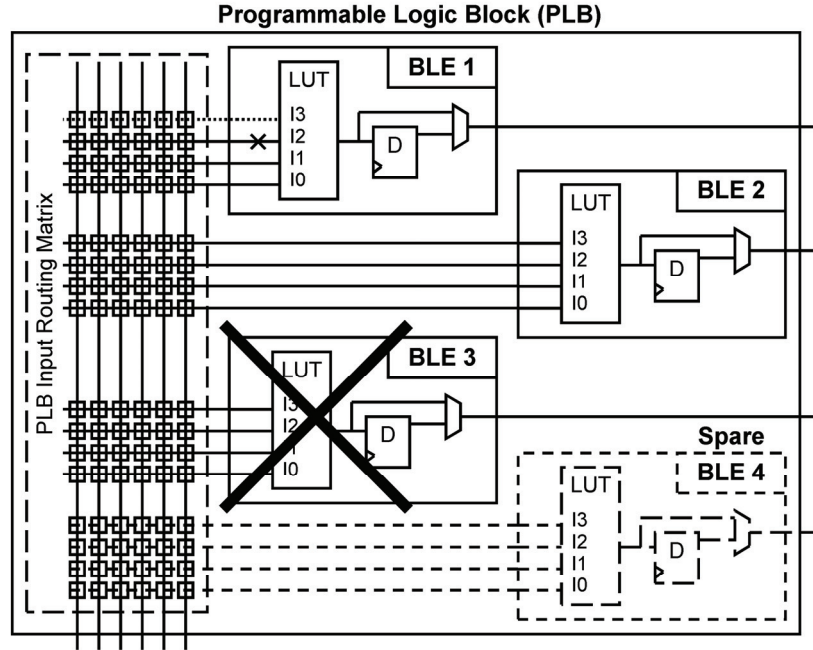 Programmable Logic Block (PLB)
PLB Input Routing Matrix
BLE 1
LUT
I3
I2
I1
I0
D
BLE 2
LUT
I3
I2
I1
I0
D
BLE 3
LUT
I3
I2
I0
D
Spare
BLE 4
LUT
I3
I2
I1
I0
D